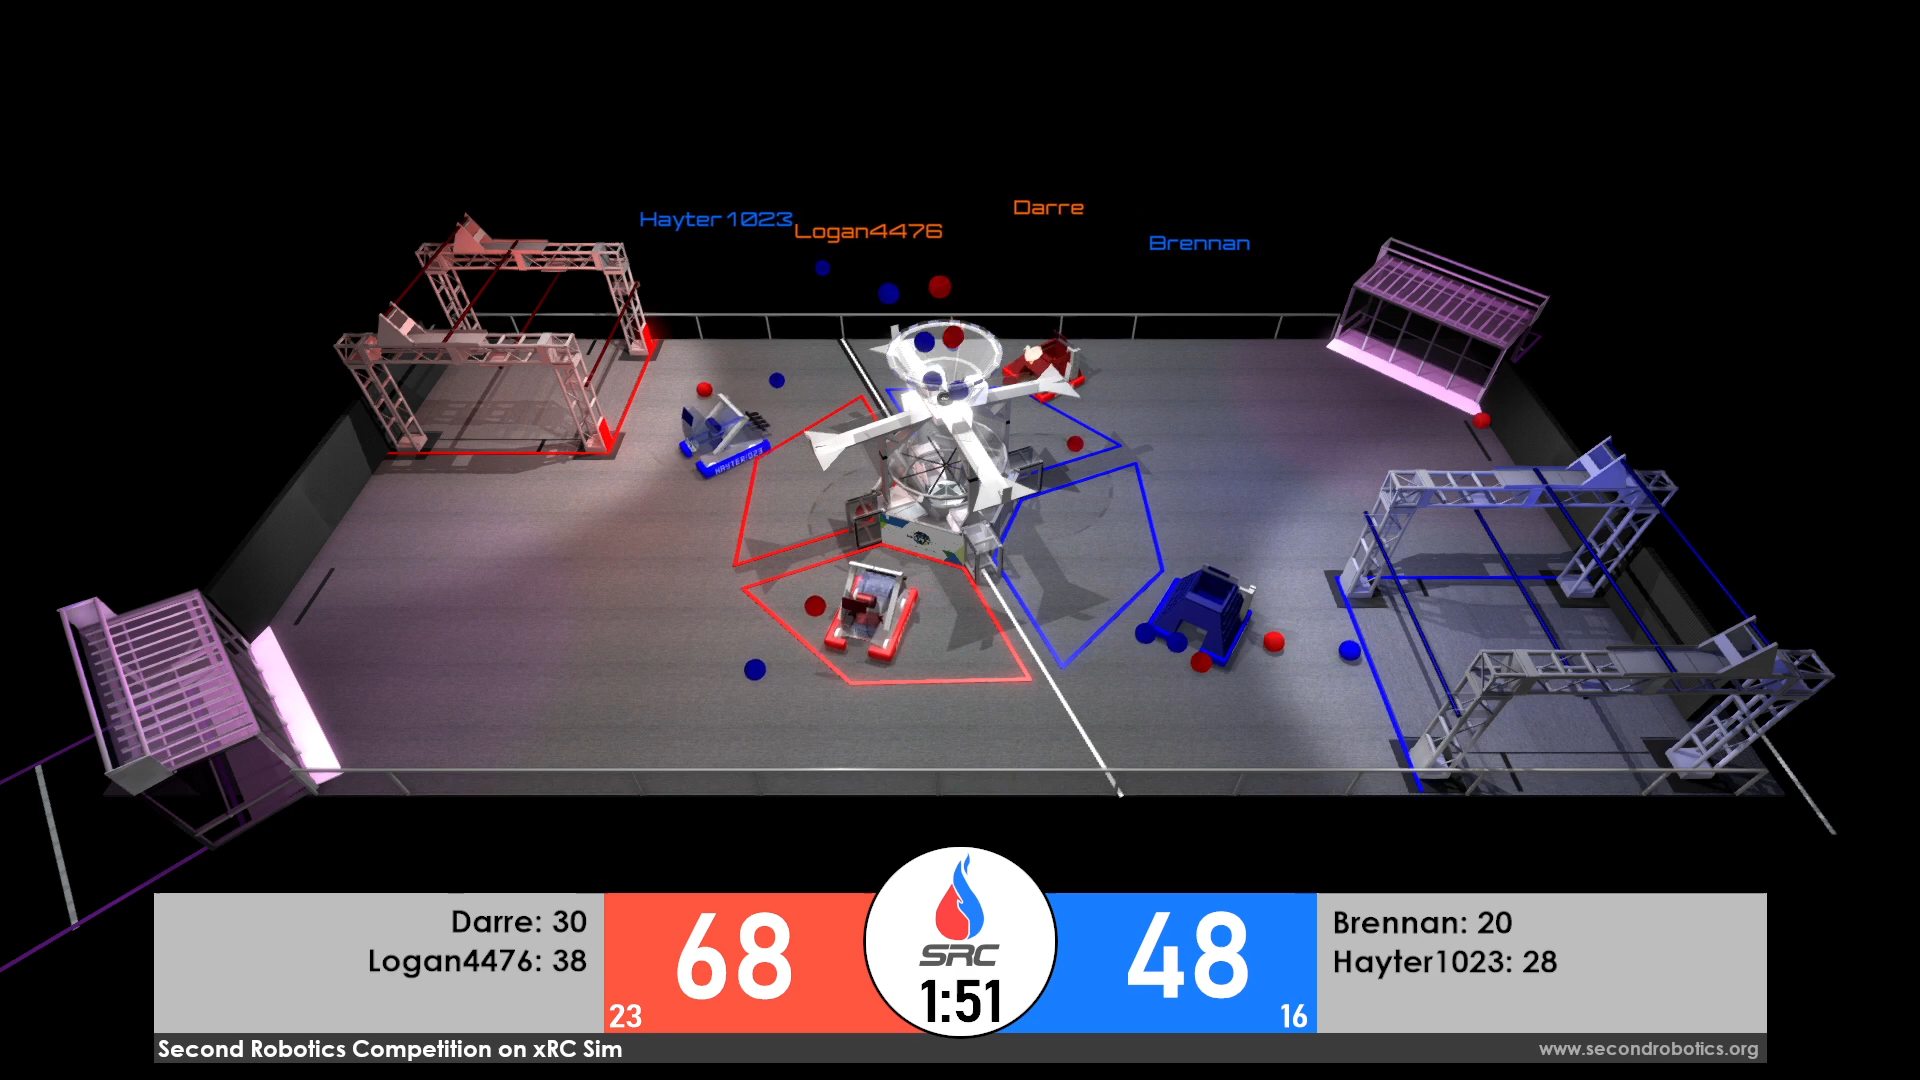 Darre
Hayter1023
Logan4476
Brennan
HAYTER1023
Darre: 30
Logan4476: 38
68
23
SRC
1:51
48
16
Brennan: 20
Hayter1023: 28
Second Robotics Competition on xRC Sim
www.secondrobotics.org